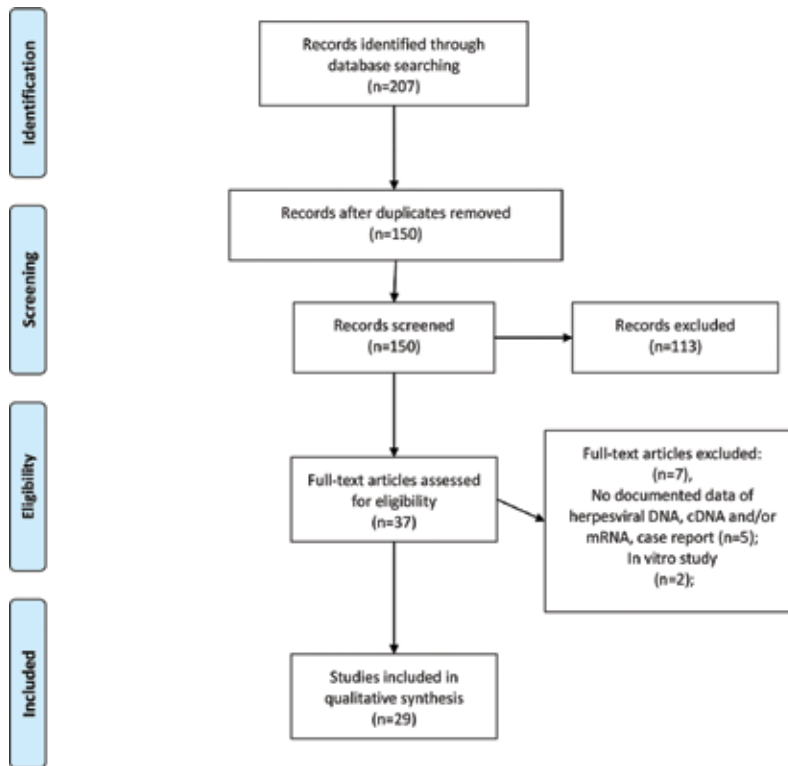 Identification
Records identified through
database searching
(n=207)
Records after duplicates removed
(n=150)
Screening
Records screened
(n=150)
Records excluded
(n=113)
Eligibility
Full-text articles assessed
for eligibility
(n=37)
Full-text articles excluded:
(n=7),
No documented data of
herpesviral DNA, cDNA and/or
mRNA, case report (n=5);
In vitro study
(n=2);
Included
Studies included in
qualitative synthesis
(n=29)